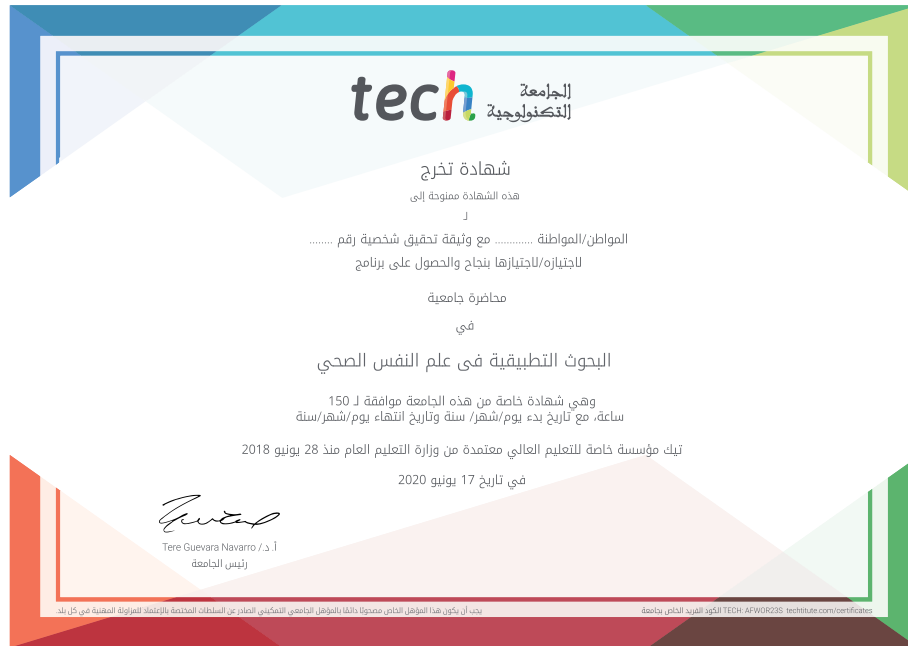 tech الجامعة
التكنولوجية
شهادة تخرج
هذه الشهادة ممنوحة إلى
لـ
المواطن/المواطنة ............. مع وثيقة تحقيق شخصية رقم ........
لاجتيازه/لاجتيازها بنجاح والحصول على برنامج
محاضرة جامعية
في
البحوث التطبيقية فى علم النفس الصحي
وهي شهادة خاصة من هذه الجامعة موافقة لـ 150
ساعة، مع تاريخ بدء يوم/شهر/ سنة وتاريخ انتهاء يوم/شهر/سنة
تيك مؤسسة خاصة للتعليم العالي معتمدة من وزارة التعليم العام منذ 28 يونيو 2018
في تاريخ 17 يونيو 2020
أ. د./ Tere Guevara Navarro
رئيس الجامعة
يجب أن يكون هذا المؤهل الخاص مصحوبًا دائمًا بالمؤهل الجامعي التمكيني الصادر عن السلطات المختصة بالإعتماد للمزاولة المهنية في كل بلد.
الكود الفريد الخاص بجامعة TECH: AFWOR23S techtitute.com/certificates